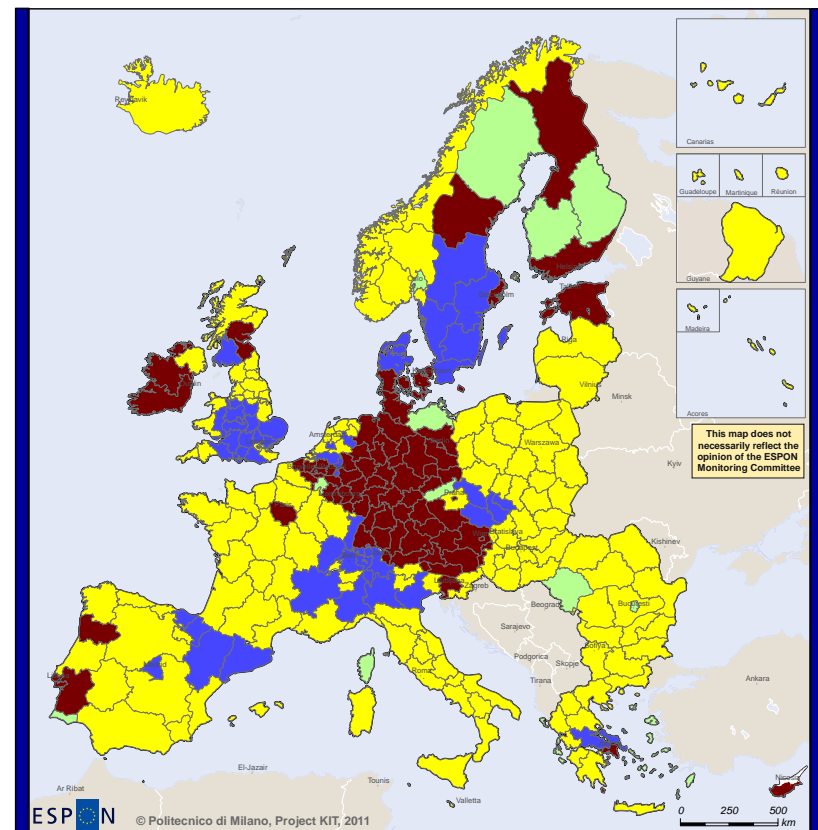 Canarias
Reykjavik
Guadeloupe Martinique Réunion
Guyane
Oslo
Riga
Madeira
Vilnius
Minsk
Acores
This map does not
necessarily reflect the
opinion of the ESPON
Monitoring Committee
Amsterdam
Warszawa
Kyiv
Praha
Bratislava
Budapest
Kishinev
Zagreb
Beograd
Bucuresti
Sarajevo
Sofiya
Podgorica
Skopje
Roma
Tirana
Ankara
Madrid
El-Jazair
Tounis
Nicosia
Ar Ribat
Valletta
0 250 500
km
ESPON © Politecnico di Milano, Project KIT, 2011